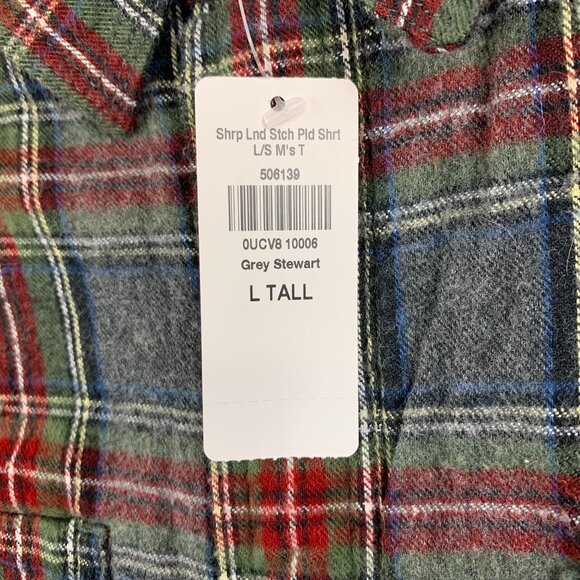 Shrp Lnd Stch Pld Shrt
L/S M's T
506139
0UCV8 10006
Grey Stewart
L TALL